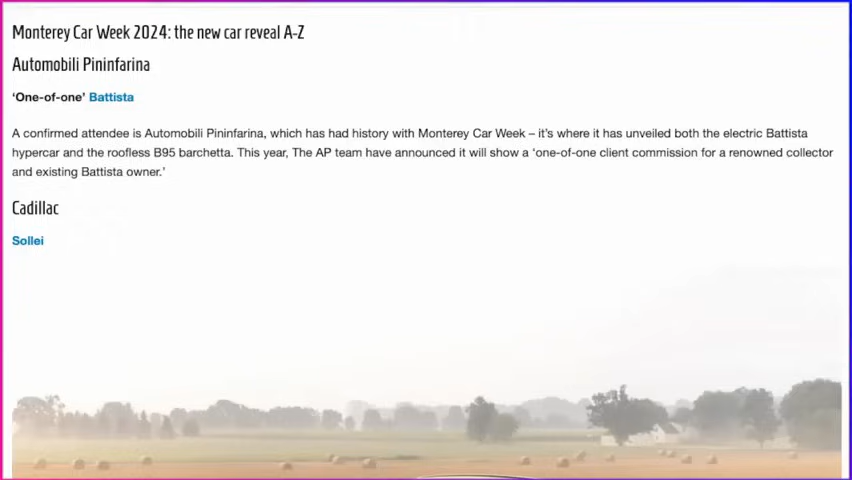 Monterey Car Week 2024: the new car reveal A-Z
Automobili Pininfarina
‘One-of-one’ Battista
A confirmed attendee is Automobili Pininfarina, which has had history with Monterey Car Week – it’s where it has unveiled both the electric Battista
hypercar and the roofless B95 barchetta. This year, The AP team have announced it will show a ‘one-of-one client commission for a renowned collector
and existing Battista owner.’
Cadillac
Sollei